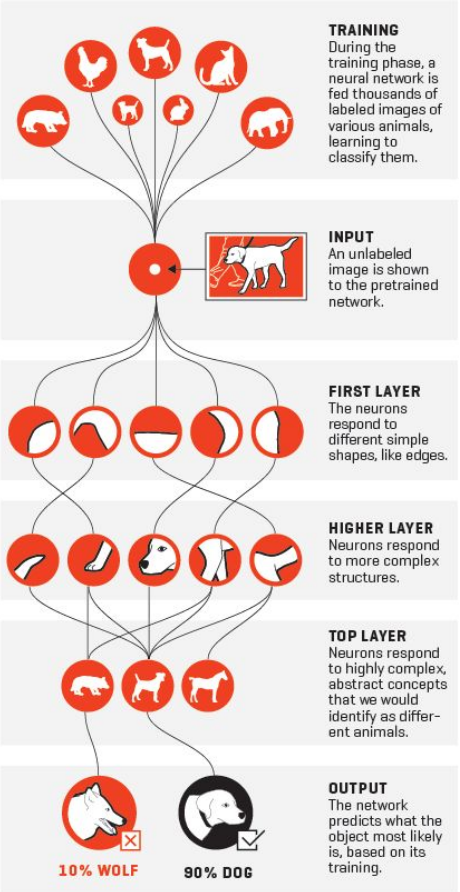 TRAINING
During the
training phase, a
neural network is
fed thousands of
labeled images of
various animals,
learning to
classify them.
INPUT
An unlabeled
image is shown
to the pretrained
network.
FIRST LAYER
The neurons
respond to
different simple
shapes, like edges.
HIGHER LAYER
Neurons respond
to more complex
structures.
TOP LAYER
Neurons respond
to highly complex,
abstract concepts
that we would
identify as differ-
ent animals.
OUTPUT
The network
predicts what the
object most likely
is, based on its
training.
10% WOLF
90% DOG